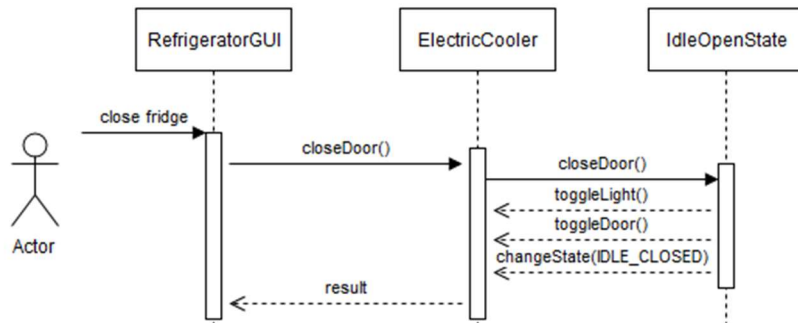 RefrigeratorGUI
ElectricCooler
IdleOpenState
close fridge
closeDoor()
closeDoor()
toggleLight()
toggleDoor()
changeState(IDLE_CLOSED)
Actor
result